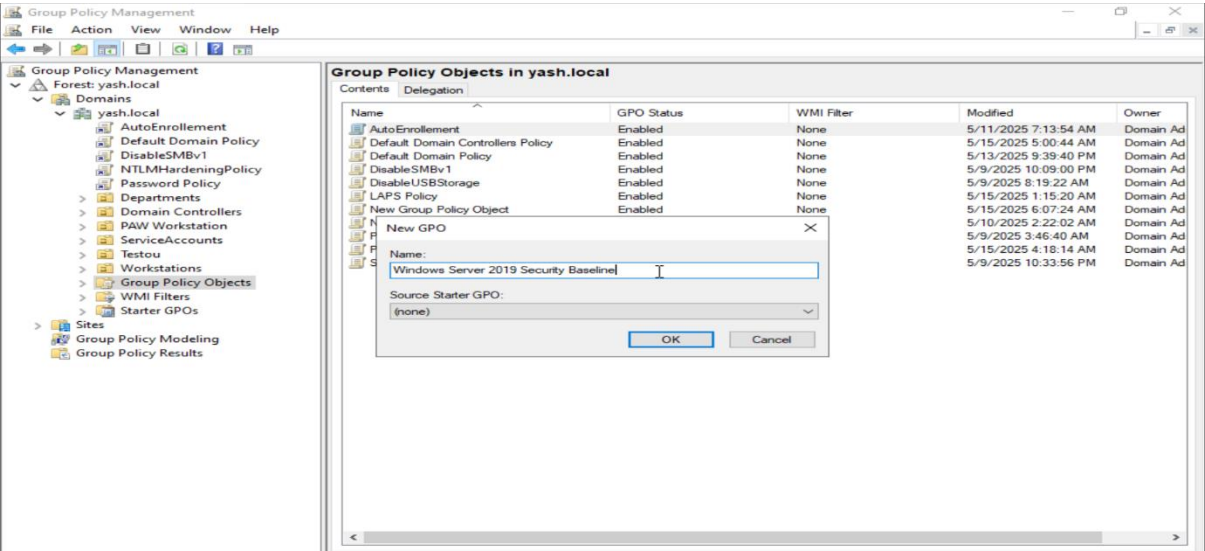 Group Policy Management
File Action View Window Help
Group Policy Management
Forest: yash.local
Domains
yash.local
AutoEnrollement
Default Domain Policy
DisableSMBv1
NTLMHardeningPolicy
Password Policy
Departments
Domain Controllers
PAW Workstation
ServiceAccounts
Testou
Workstations
Group Policy Objects
WMI Filters
Starter GPOs
Sites
Group Policy Modeling
Group Policy Results
Group Policy Objects in yash.local
Contents Delegation
Name GPO Status WMI Filter Modified Owner
AutoEnrollement Enabled None 5/11/2025 7:13:54 AM Domain Ad
Default Domain Controllers Policy Enabled None 5/15/2025 5:00:44 AM Domain Ad
Default Domain Policy Enabled None 5/13/2025 9:39:40 PM Domain Ad
DisableSMBv1 Enabled None 5/9/2025 10:09:00 PM Domain Ad
DisableUSBStorage Enabled None 5/9/2025 8:19:22 AM Domain Ad
LAPS Policy Enabled None 5/15/2025 1:15:20 AM Domain Ad
New Group Policy Object Enabled None 5/15/2025 6:07:24 AM Domain Ad
N 5/10/2025 2:22:02 AM Domain Ad
5/9/2025 3:46:40 AM Domain Ad
5/15/2025 4:18:14 AM Domain Ad
S 5/9/2025 10:33:56 PM Domain Ad
New GPO
Name:
Windows Server 2019 Security Baseline
Source Starter GPO:
(none)
OK Cancel